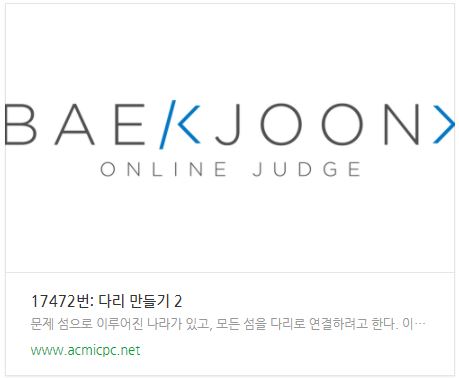 BAEKJOON
ONLINE JUDGE
17472번: 다리 만들기 2
문제 섬으로 이루어진 나라가 있고, 모든 섬을 다리로 연결하려고 한다. 이…
www.acmicpc.net